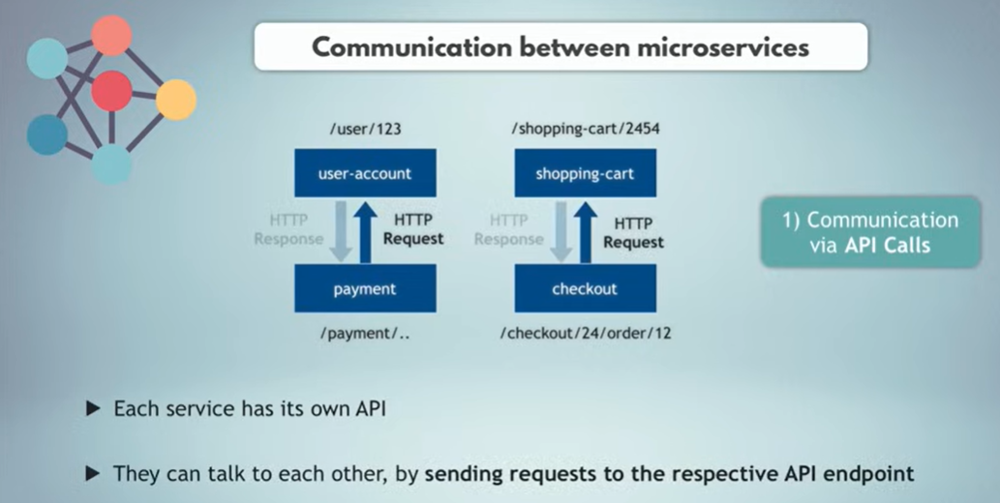 Communication between microservices
/user/123
/shopping-cart/2454
user-account
shopping-cart
HTTP
Response
HTTP
Request
HTTP
Response
HTTP
Request
1) Communication
via API Calls
payment
checkout
/payment/..
/checkout/24/order/12
▶ Each service has its own API
▶ They can talk to each other, by sending requests to the respective API endpoint